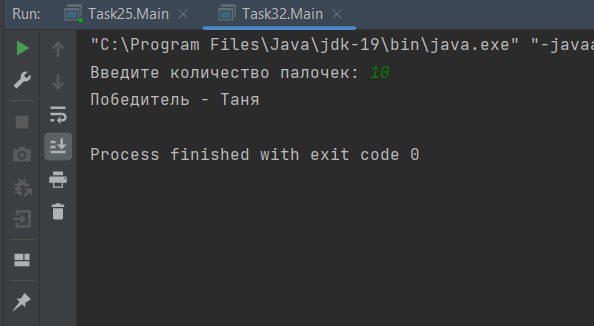 Run: Task25.Main Task32.Main
"C:\Program Files\Java\jdk-19\bin\java.exe" "-javaa
Введите количество палочек: 10
Победитель - Таня
Process finished with exit code 0